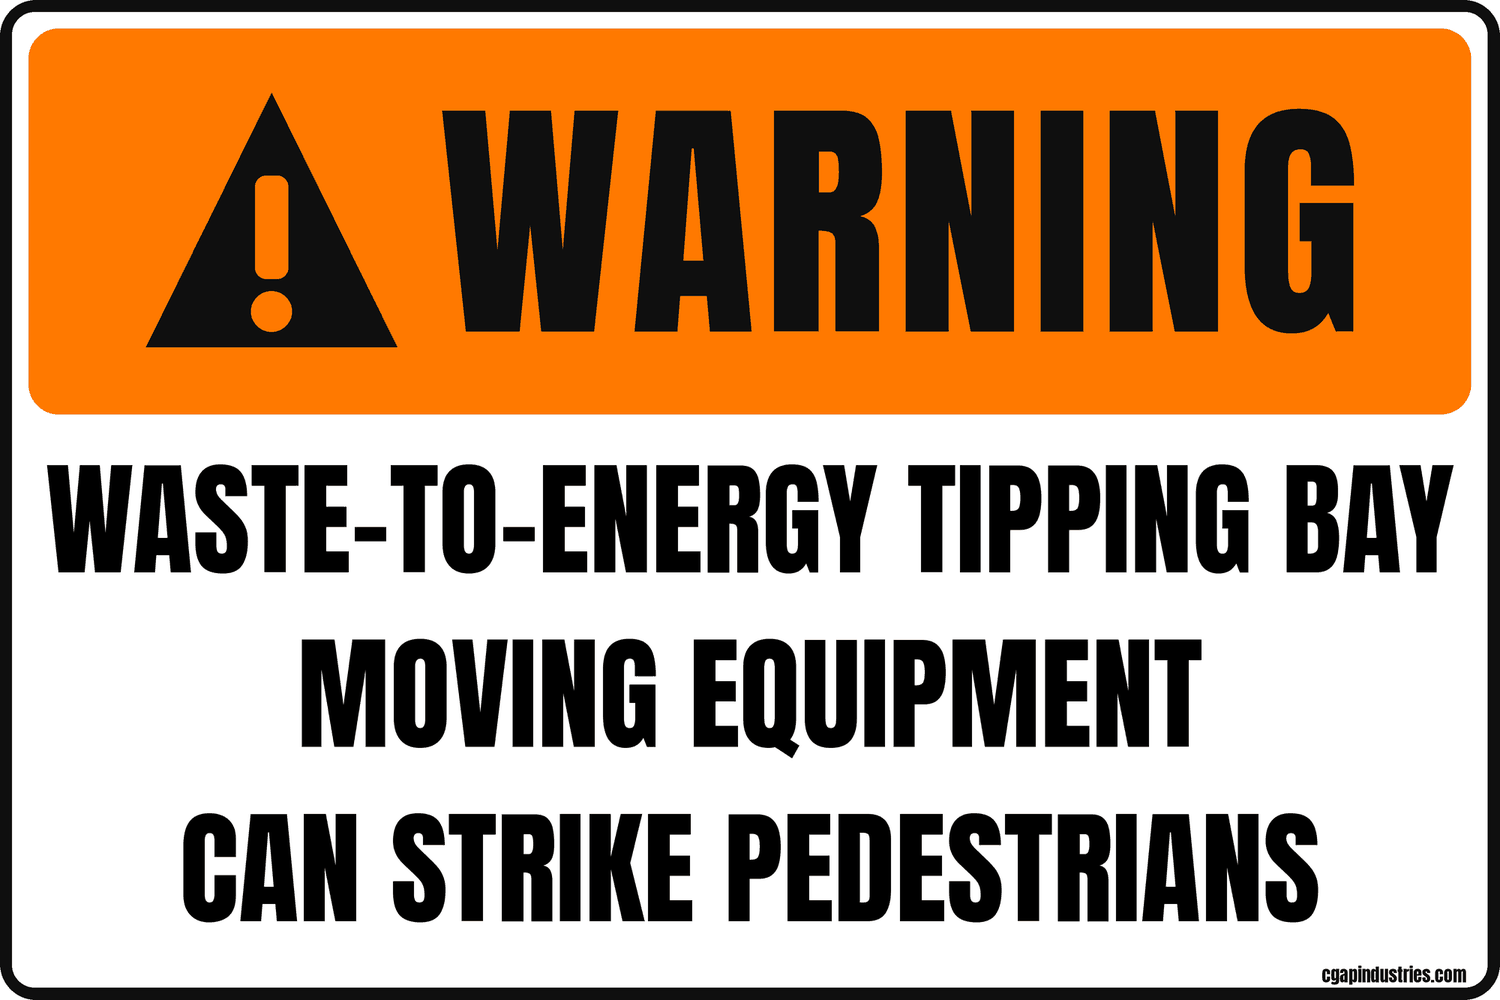 WARNING
WASTE-TO-ENERGY TIPPING BAY
MOVING EQUIPMENT
CAN STRIKE PEDESTRIANS
cgapindustries.com